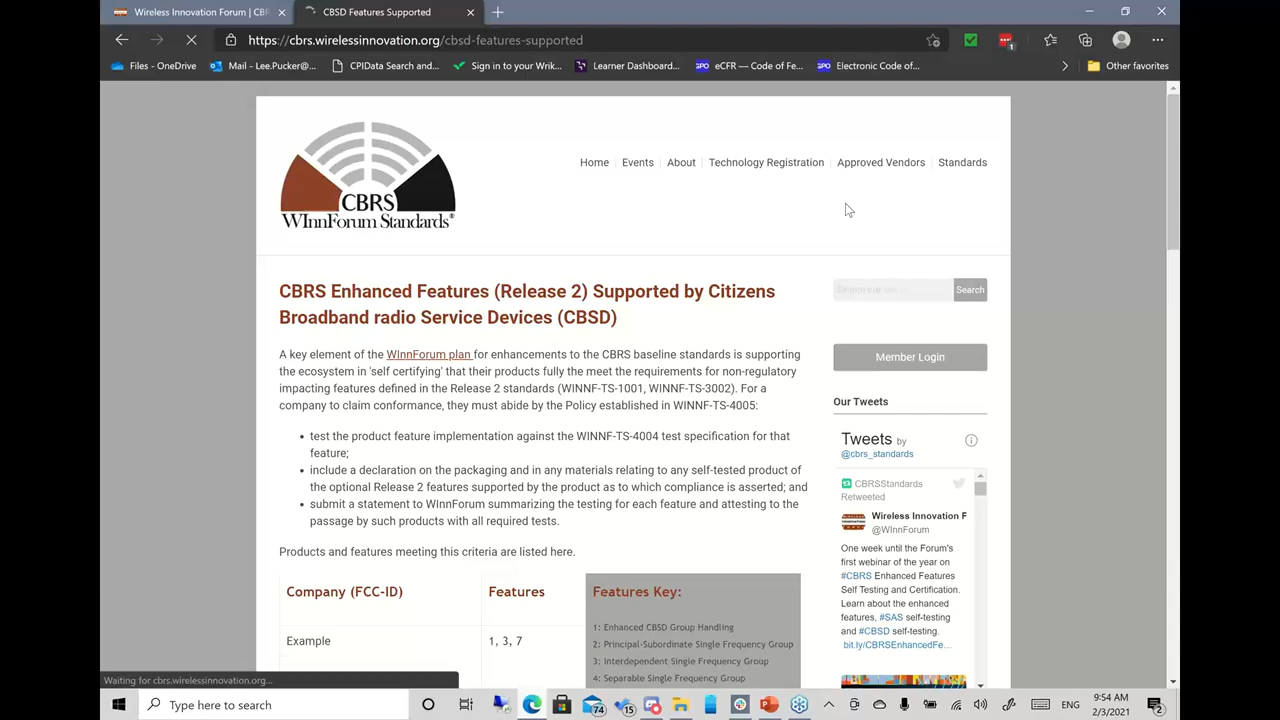 Wireless Innovation Forum | CBR
CBSD Features Supported
https://cbrs.wirelessinnovation.org/cbsd-features-supported
1
Files - OneDrive
Mail - Lee.Pucker@...
CPIData Search and...
Sign in to your Wrik...
Learner Dashboard...
GPO eCFR — Code of Fe...
GPO Electronic Code of...
Other favorites
CBRS
WInnForum Standards®
Home
Events
About
Technology Registration
Approved Vendors
Standards
CBRS Enhanced Features (Release 2) Supported by Citizens
Broadband radio Service Devices (CBSD)
A key element of the WInnForum plan for enhancements to the CBRS baseline standards is supporting
the ecosystem in 'self certifying' that their products fully the meet the requirements for non-regulatory
impacting features defined in the Release 2 standards (WINNF-TS-1001, WINNF-TS-3002). For a
company to claim conformance, they must abide by the Policy established in WINNF-TS-4005:
• test the product feature implementation against the WINNF-TS-4004 test specification for that
feature;
• include a declaration on the packaging and in any materials relating to any self-tested product of
the optional Release 2 features supported by the product as to which compliance is asserted; and
• submit a statement to WInnForum summarizing the testing for each feature and attesting to the
passage by such products with all required tests.
Products and features meeting this criteria are listed here.
Company (FCC-ID)
Features
Features Key:
Example
1, 3, 7
1: Enhanced CBSD Group Handling
2: Principal-Subordinate Single Frequency Group
3: Interdependent Single Frequency Group
4: Separable Single Frequency Group
Search
Member Login
Our Tweets
Tweets by
@cbrs_standards
CBRSStandards
Retweeted
Wireless Innovation F
@WInnForum
One week until the Forum's
first webinar of the year on
#CBRS Enhanced Features
Self Testing and Certification.
Learn about the enhanced
features, #SAS self-testing
and #CBSD self-testing.
bit.ly/CBRSEnhancedFe...
Waiting for cbrs.wirelessinnovation.org...
Type here to search
74
15
ENG
9:54 AM
2/3/2021
2